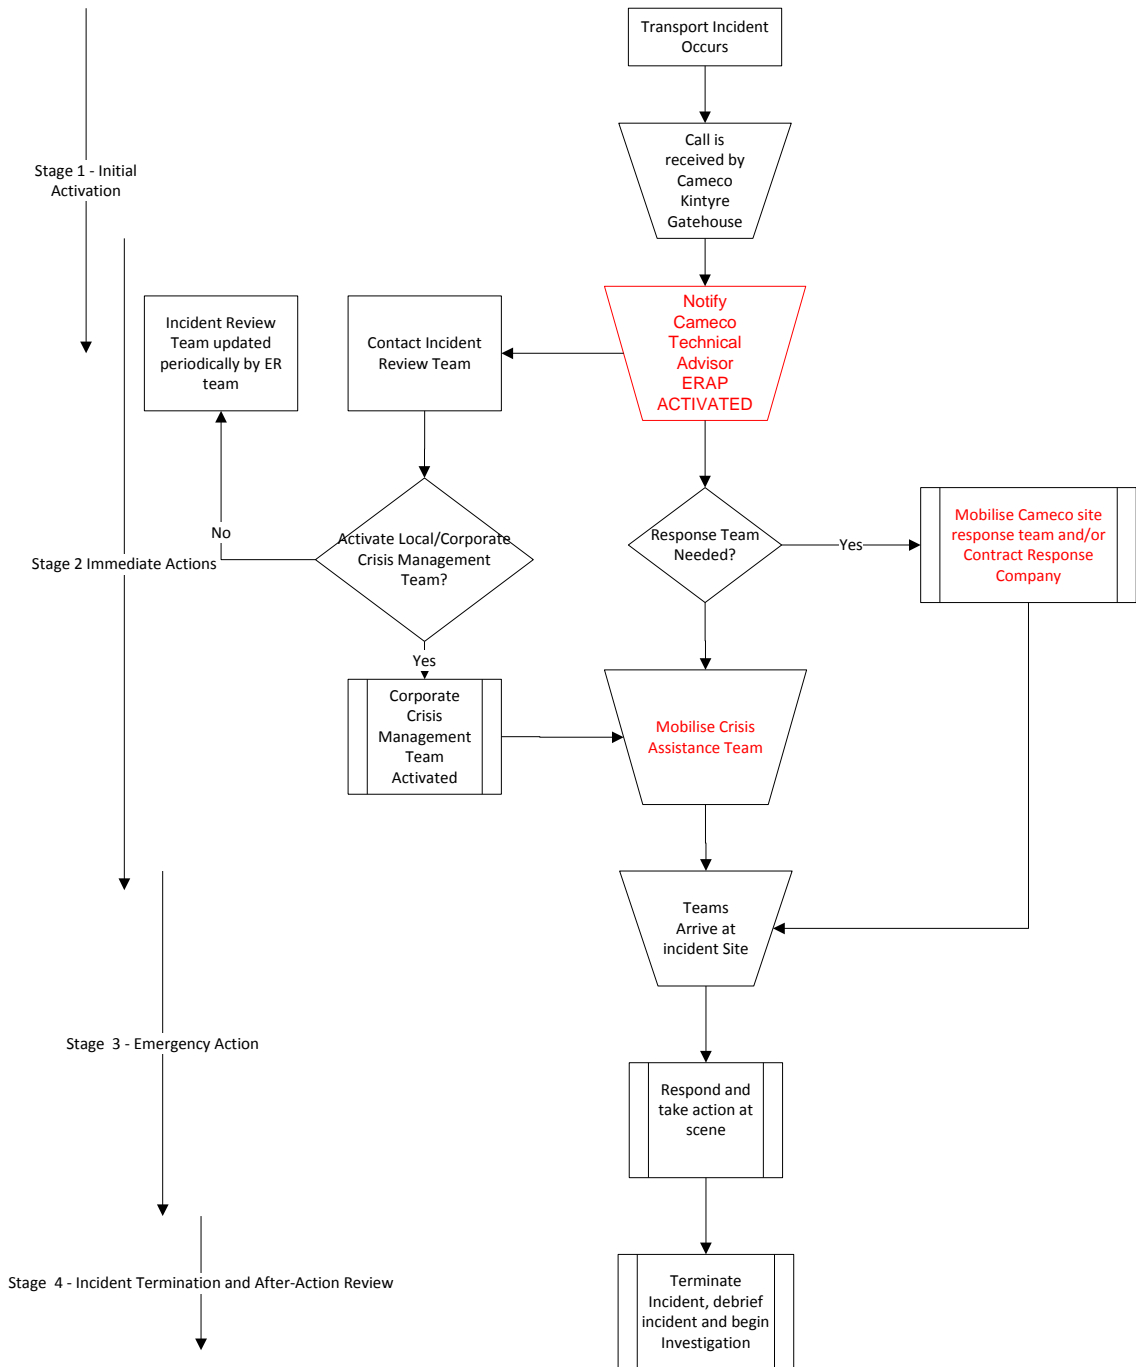 Transport Incident
Occurs
Call is
received by
Cameco
Kintyre
Gatehouse
Stage 1 - Initial
Activation
Notify
Cameco
Technical
Advisor
ERAP
ACTIVATED
Contact Incident
Review Team
Incident Review
Team updated
periodically by ER
team
No
Activate Local/Corporate
Crisis Management
Team?
Response Team
Needed?
Yes
Mobilise Cameco site
response team and/or
Contract Response
Company
Stage 2 Immediate Actions
Yes
Corporate
Crisis
Management
Team
Activated
Mobilise Crisis
Assistance Team
Teams
Arrive at
incident Site
Stage  3 - Emergency Action
Respond and
take action at
scene
Stage  4 - Incident Termination and After-Action Review
Terminate
Incident, debrief
incident and begin
Investigation